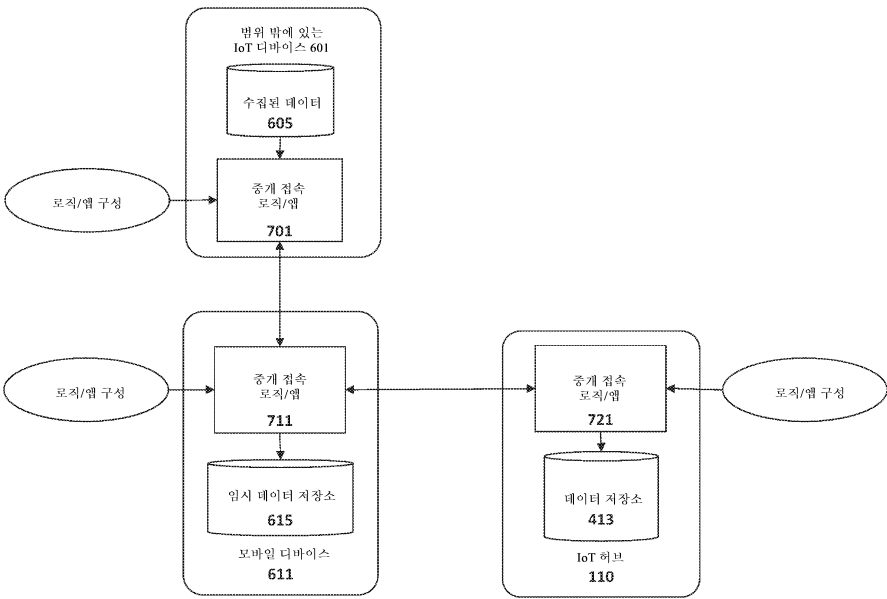 범위 밖에 있는
IoT 디바이스 601
수집된 데이터
605
로직/앱 구성
중개 접속
로직/앱
701
로직/앱 구성
중개 접속
로직/앱
711
임시 데이터 저장소
615
모바일 디바이스
611
중개 접속
로직/앱
721
로직/앱 구성
데이터 저장소
413
IoT 허브
110